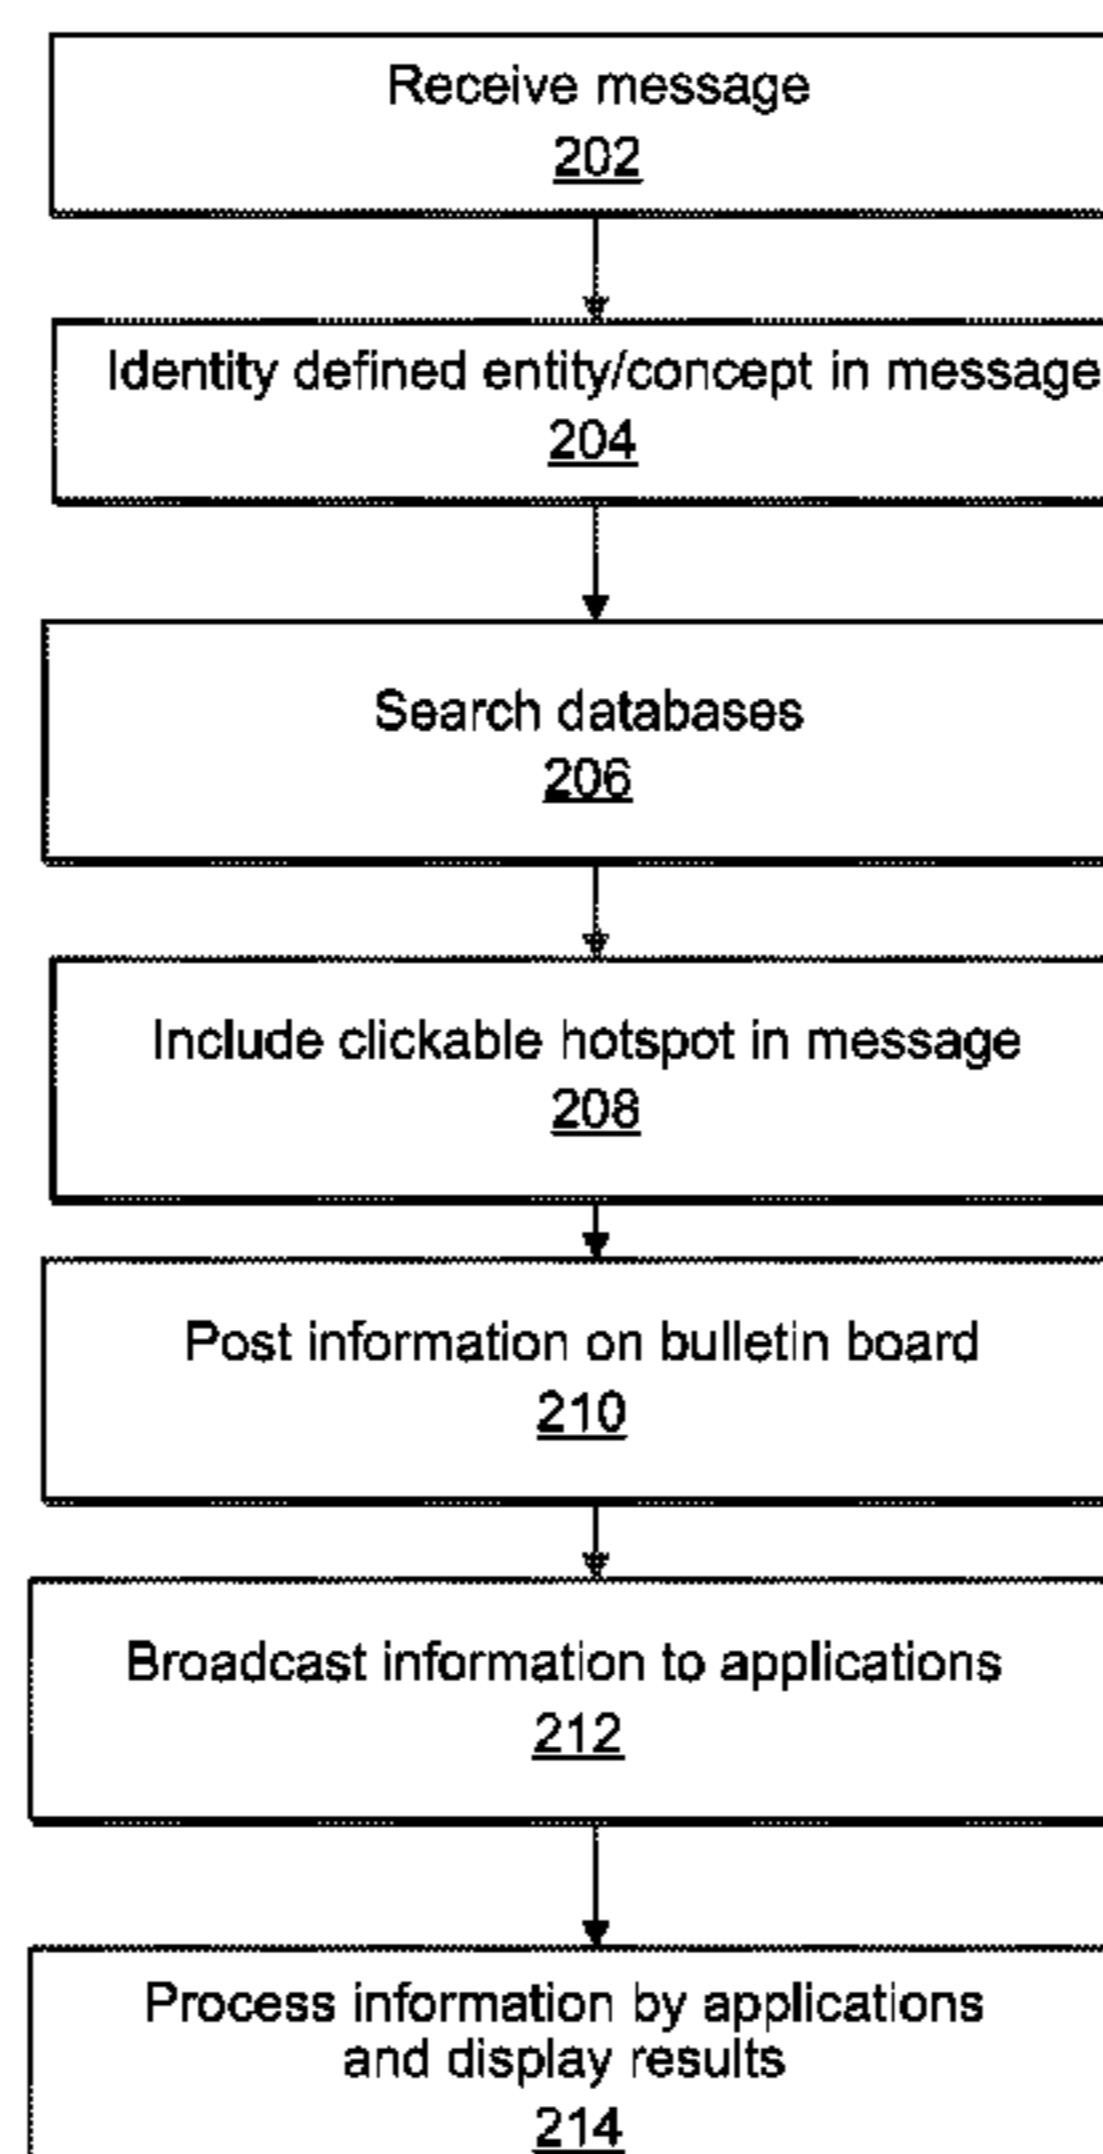 Receive message
202
Identity defined entity/concept in message
204
Search databases
206
Include clickable hotspot in message
208
Post information on bulletin board
210
Broadcast information to applications
212
Process information by applications
and display results
214